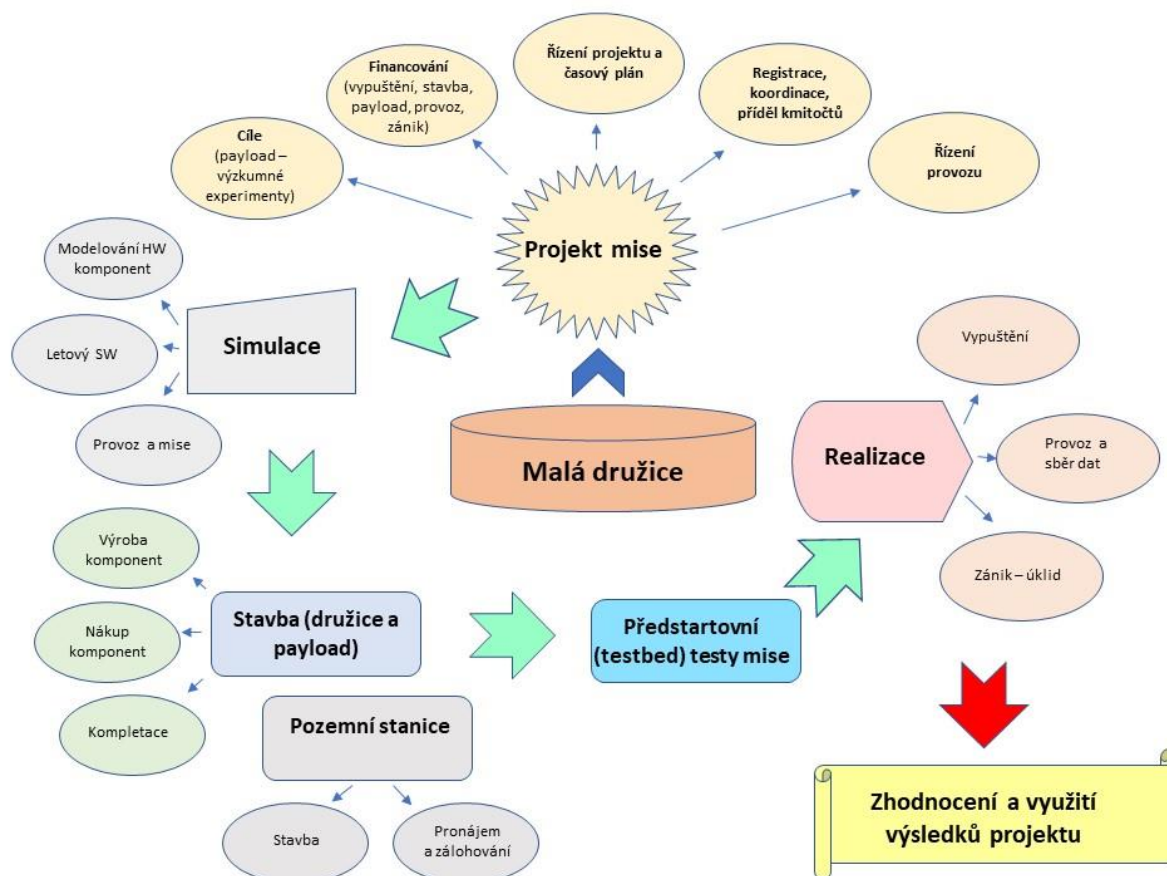 Řízení projektu a
časový plán
Financování
(vypuštění, stavba,
payload, provoz,
zánik)
Registrace,
koordinace,
příděl kmitočtů
Cíle
(payload –
výzkumné
experimenty)
Řízení
provozu
Projekt mise
Modelování HW
komponent
Letový SW
Provoz a mise
Simulace
Malá družice
Realizace
Vypuštění
Provoz a
sběr dat
Zánik – úklid
Výroba
komponent
Nákup
komponent
Kompletace
Stavba (družice a
payload)
Předstartovní
(testbed) testy mise
Pozemní stanice
Stavba
Pronájem
a zálohování
Zhodnocení a využití
výsledků projektu